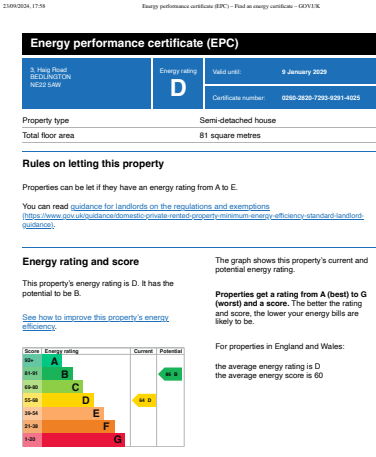 23/09/2024, 17:58 Energy performance certificate (EPC) – Find an energy certificate – GOV.UK
Energy performance certificate (EPC)
3, Haig Road
BEDLINGTON
NE22 5AW
Energy rating
D
Valid until: 9 January 2029
Certificate number: 0260-2820-7293-9291-4025
Property type Semi-detached house
Total floor area 81 square metres
Rules on letting this property
Properties can be let if they have an energy rating from A to E.
You can read guidance for landlords on the regulations and exemptions
(https://www.gov.uk/guidance/domestic-private-rented-property-minimum-energy-efficiency-standard-landlord-
guidance).
Energy rating and score
This property's energy rating is D. It has the
potential to be B.
See how to improve this property's energy
efficiency.
Score Energy rating Current Potential
92+ A
81-91 B 86 B
69-80 C
55-68 D 64 D
39-54 E
21-38 F
1-20 G
The graph shows this property's current and
potential energy rating.
Properties get a rating from A (best) to G
(worst) and a score. The better the rating
and score, the lower your energy bills are
likely to be.
For properties in England and Wales:
the average energy rating is D
the average energy score is 60